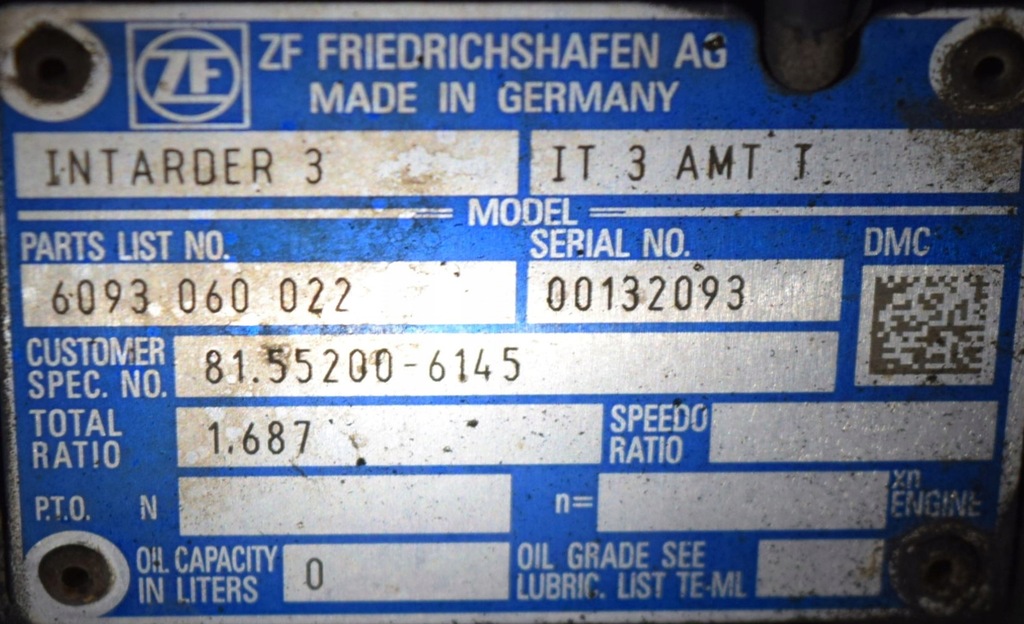 ZF ZF FRIEDRICHSHAFEN AG
MADE IN GERMANY
INTARDER 3 IT 3 AMT T
MODEL
PARTS LIST NO. SERIAL NO. DMC
6093 060 022 00132093
CUSTOMER
SPEC. NO. 81.55200-6145
TOTAL
RATIO 1.687 SPEEDO
RATIO
P.T.O. N n= xn
ENGINE
OIL CAPACITY
IN LITERS 0 OIL GRADE SEE
LUBRIC. LIST TE-ML